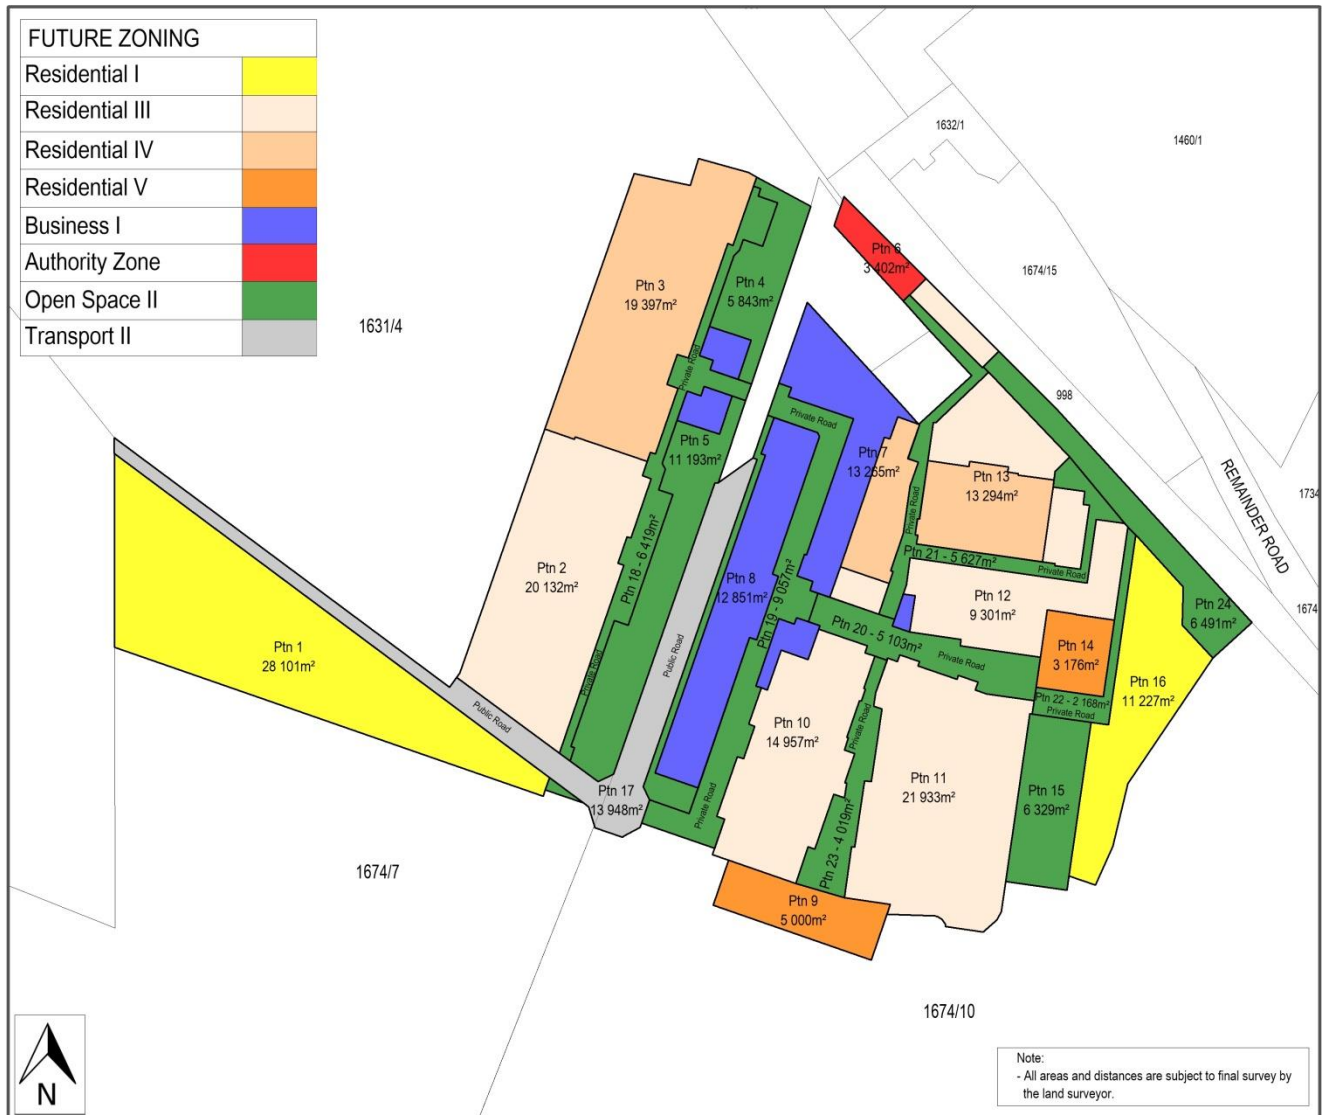 FUTURE ZONING
Residential I
Residential III
Residential IV
Residential V
Business I
Authority Zone
Open Space II
Transport II
1632/1
1460/1
1674/15
998
REMAINDER ROAD
1734
1674
1631/4
1674/7
1674/10
Ptn 6
3 402m²
Ptn 3
19 397m²
Ptn 4
5 843m²
Private Road
Private Road
Ptn 5
11 193m²
Ptn 7
13 265m²
Ptn 13
13 294m²
Private Road
Ptn 21 - 5 627m²
Private Road
Ptn 2
20 132m²
Ptn 18 - 6 419m²
Private Road
Ptn 8
12 851m²
Ptn 19 - 9 057m²
Ptn 12
9 301m²
Ptn 24
6 491m²
Ptn 20 - 5 103m²
Private Road
Ptn 14
3 176m²
Ptn 1
28 101m²
Public Road
Public Road
Ptn 16
11 227m²
Ptn 22 - 2 168m²
Private Road
Ptn 10
14 957m²
Private Road
Ptn 11
21 933m²
Ptn 15
6 329m²
Ptn 17
13 948m²
Private Road
Ptn 23 - 4 019m²
Ptn 9
5 000m²
N
Note:
- All areas and distances are subject to final survey by
the land surveyor.